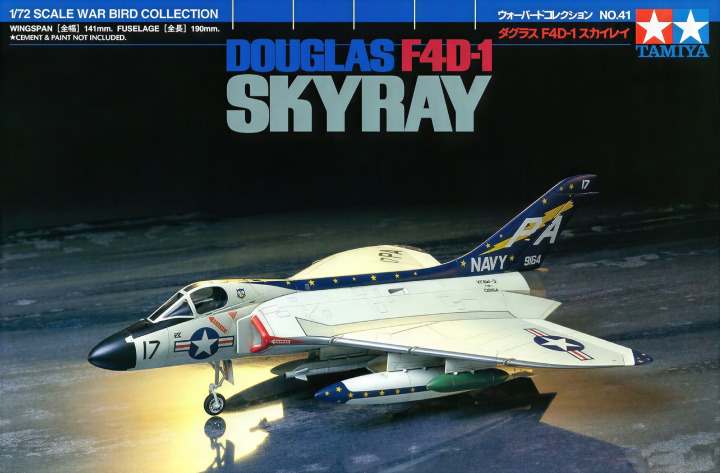 1/72 SCALE WAR BIRD COLLECTION
WINGSPAN [全幅] 141mm. FUSELAGE [全長] 190mm.
★CEMENT & PAINT NOT INCLUDED.
ウォーバードコレクション NO.41
ダグラス F4D-1 スカイレイ
TAMIYA
DOUGLAS F4D-1
SKYRAY
17
PA
NAVY
9164
17PA
17